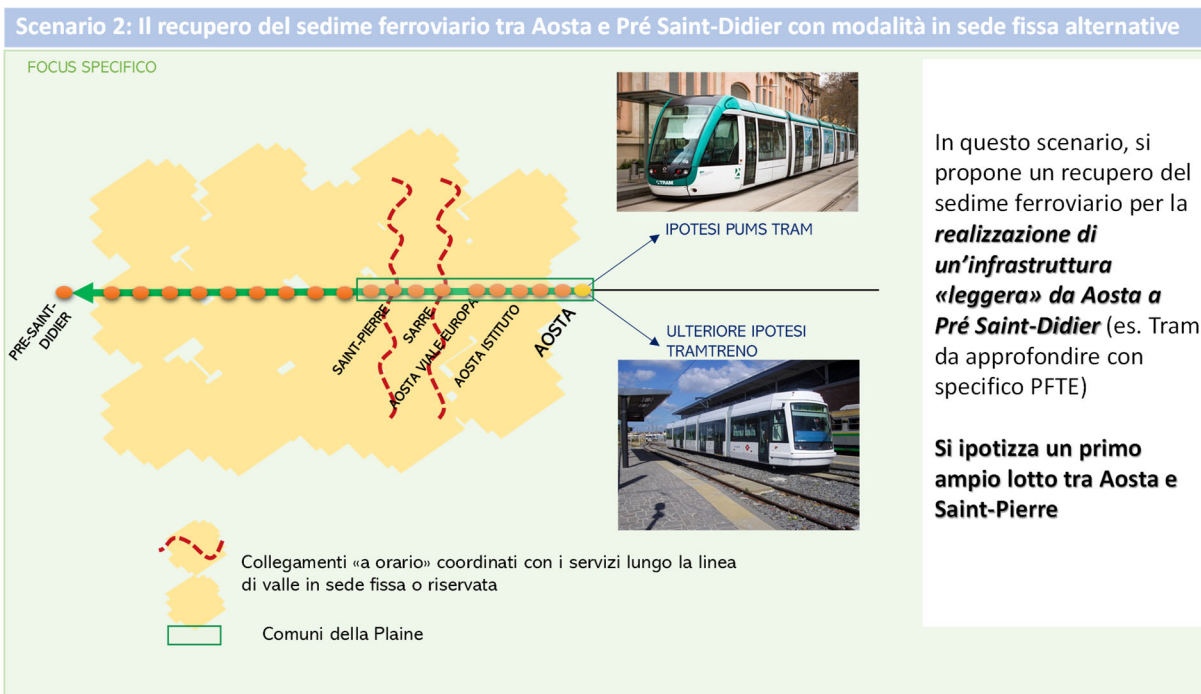 Scenario 2: Il recupero del sedime ferroviario tra Aosta e Pré Saint-Didier con modalità in sede fissa alternative
FOCUS SPECIFICO
IPOTESI PUMS TRAM
PRE-SAINT-
DIDIER
SAINT-PIERRE
SARRE
AOSTA VIALE EUROPA
AOSTA ISTITUTO
AOSTA
ULTERIORE IPOTESI
TRAMTRENO
In questo scenario, si
propone un recupero del
sedime ferroviario per la
realizzazione di
un'infrastruttura
«leggera» da Aosta a
Pré Saint-Didier (es. Tram
da approfondire con
specifico PFTE)
Si ipotizza un primo
ampio lotto tra Aosta e
Saint-Pierre
Collegamenti «a orario» coordinati con i servizi lungo la linea
di valle in sede fissa o riservata
Comuni della Plaine